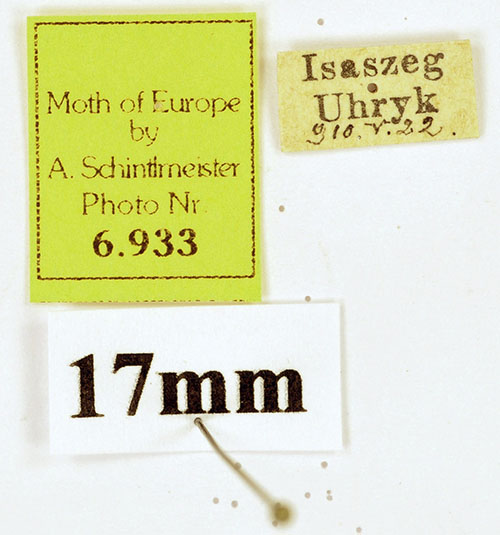 Moth of Europe
by
A. Schintlmeister
Photo Nr.
6.933
Isaszeg
Uhryk
910.V.22.
17mm